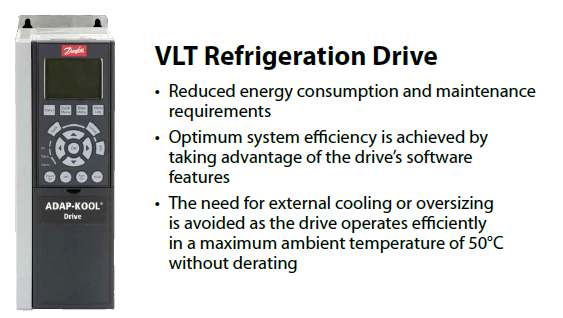 Danfoss
ADAP-KOOL®
Drive
VLT Refrigeration Drive
• Reduced energy consumption and maintenance
requirements
• Optimum system efficiency is achieved by
taking advantage of the drive's software
features
• The need for external cooling or oversizing
is avoided as the drive operates efficiently
in a maximum ambient temperature of 50°C
without derating